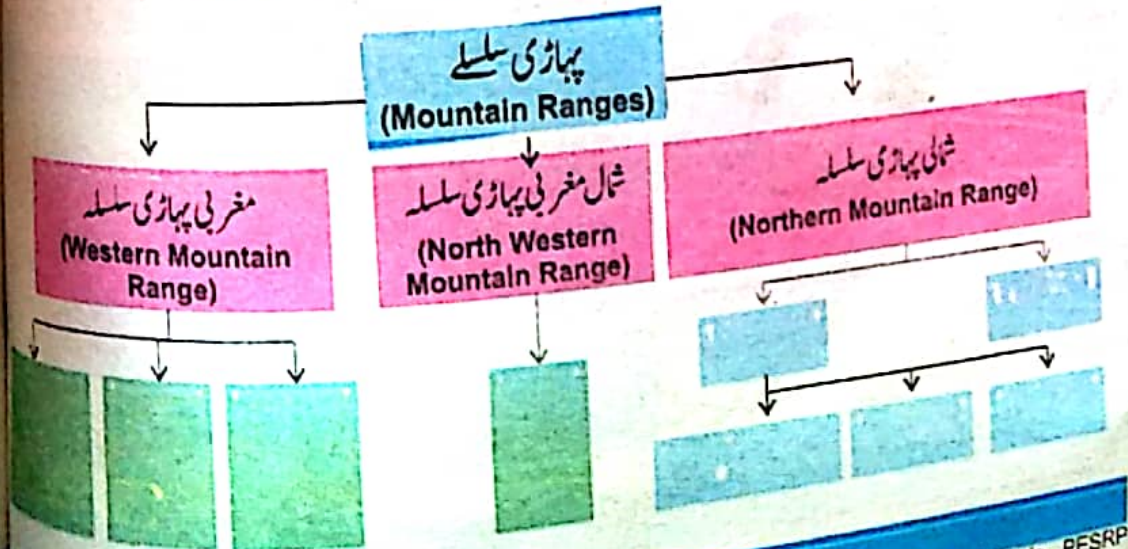 پہاڑی سلسلے
(Mountain Ranges)
شمالی پہاڑی سلسلہ
(Northern Mountain Range)
شمال مغربی پہاڑی سلسلہ
(North Western
Mountain Range)
مغربی پہاڑی سلسلہ
(Western Mountain
Range)
PESRP